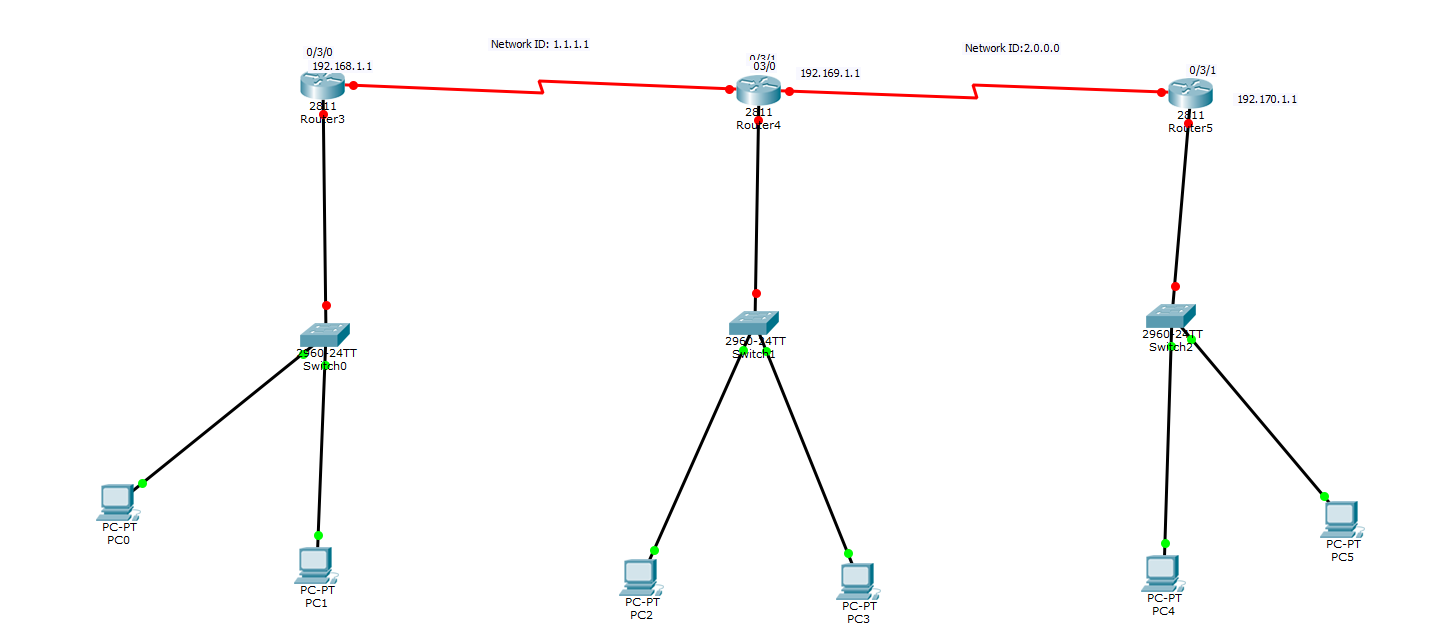 0/3/0
192.168.1.1
2811
Router3
Network ID: 1.1.1.1
0/3/1
03/0
192.169.1.1
2811
Router4
Network ID:2.0.0.0
0/3/1
192.170.1.1
2811
Router5
2960-24TT
Switch0
2960-24TT
Switch1
2960-24TT
Switch2
PC-PT
PC0
PC-PT
PC1
PC-PT
PC2
PC-PT
PC3
PC-PT
PC4
PC-PT
PC5